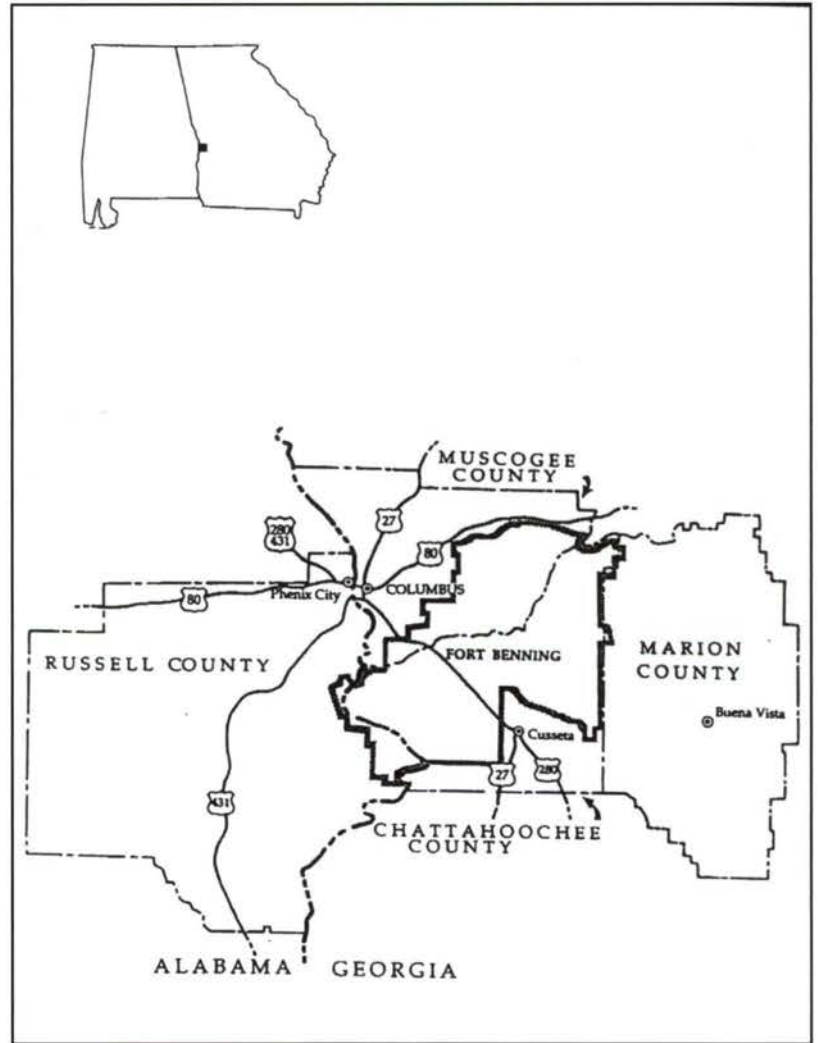 MUSCOGEE
COUNTY
27
280
431
80
Phenix City
COLUMBUS
80
RUSSELL COUNTY
FORT BENNING
MARION
COUNTY
Buena Vista
Cusseta
27
280
431
CHATTAHOOCHEE
COUNTY
ALABAMA
GEORGIA